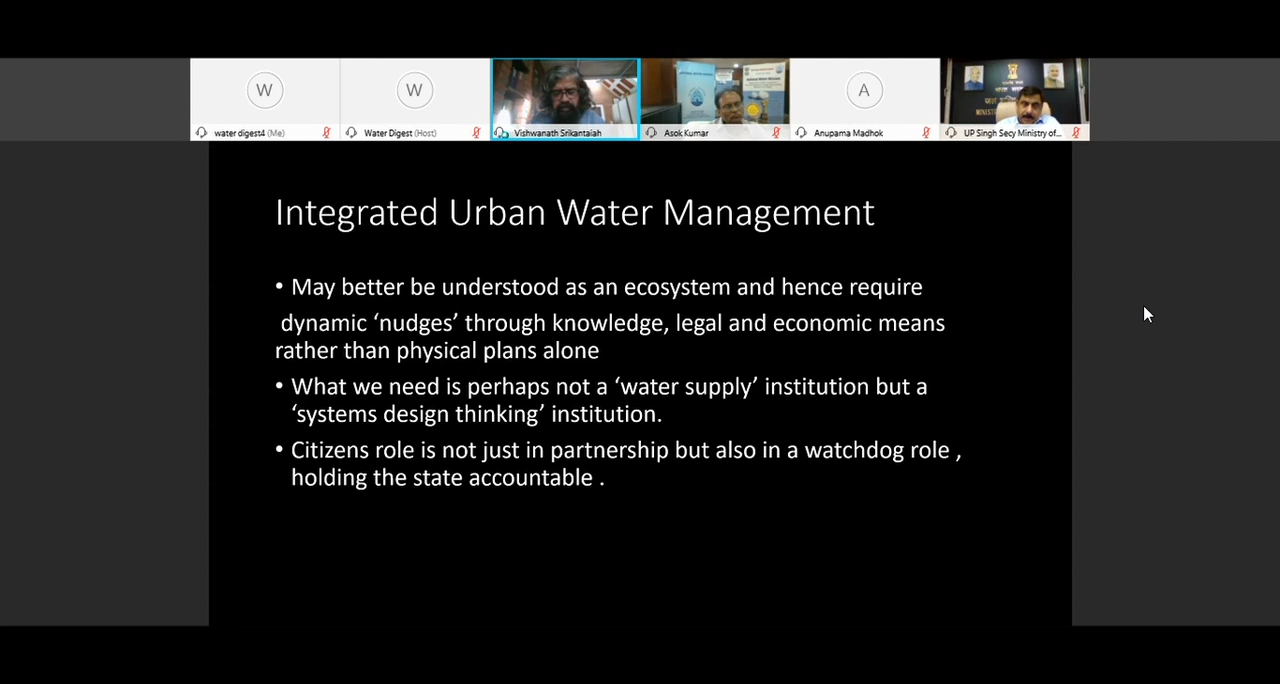 W
W
A
water digest4 (Me)
Water Digest (Host)
Vishwanath Srikantaiah
Asok Kumar
Anupama Madhok
UP Singh Secy Ministry of...
Integrated Urban Water Management
• May better be understood as an ecosystem and hence require
dynamic ‘nudges’ through knowledge, legal and economic means
rather than physical plans alone
• What we need is perhaps not a ‘water supply’ institution but a
‘systems design thinking’ institution.
• Citizens role is not just in partnership but also in a watchdog role ,
holding the state accountable .